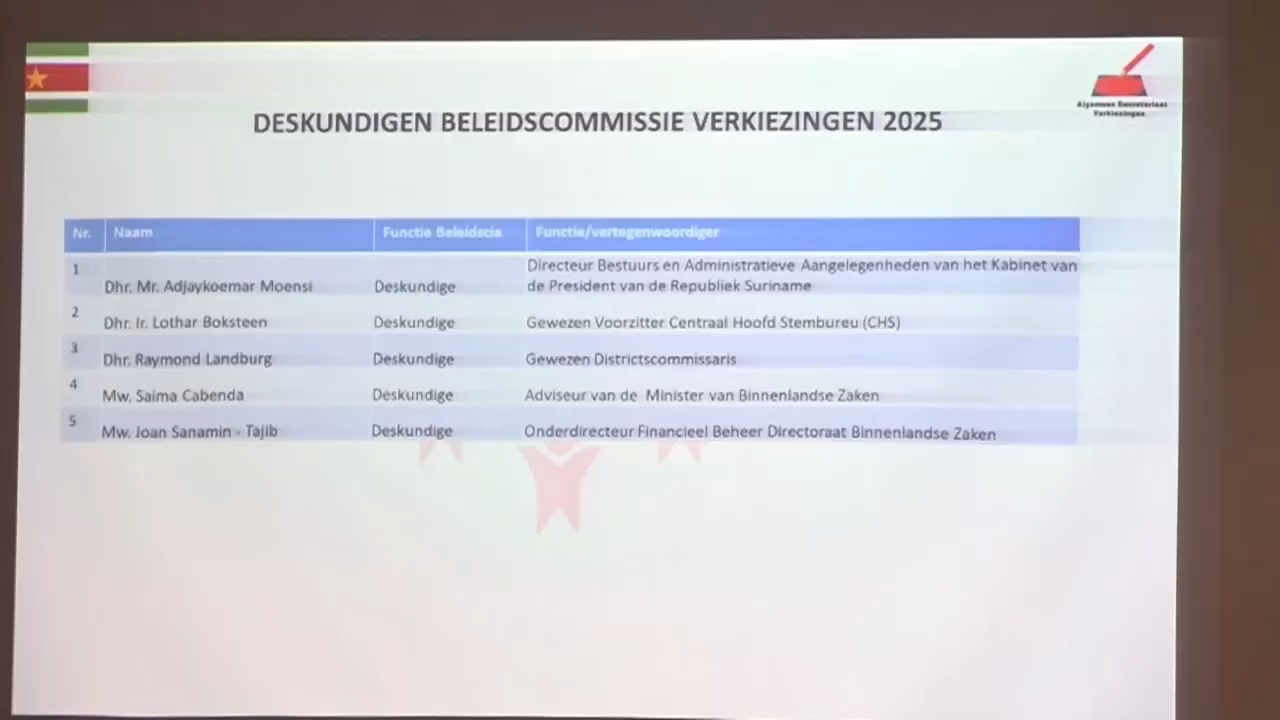 Algemeen Secretariaat
Verkiezingen
DESKUNDIGEN BELEIDSCOMMISSIE VERKIEZINGEN 2025
Nr. Naam Functie Beleidscie Functie/vertegenwoordiger
1 Dhr. Mr. Adjaykoemar Moensi Deskundige Directeur Bestuurs en Administratieve Aangelegenheden van het Kabinet van
de President van de Republiek Suriname
2 Dhr. Ir. Lothar Boksteen Deskundige Gewezen Voorzitter Centraal Hoofd Stembureu (CHS)
3 Dhr. Raymond Landburg Deskundige Gewezen Districtscommissaris
4 Mw. Saima Cabenda Deskundige Adviseur van de Minister van Binnenlandse Zaken
5 Mw. Joan Sanamin - Tajib Deskundige Onderdirecteur Financieel Beheer Directoraat Binnenlandse Zaken